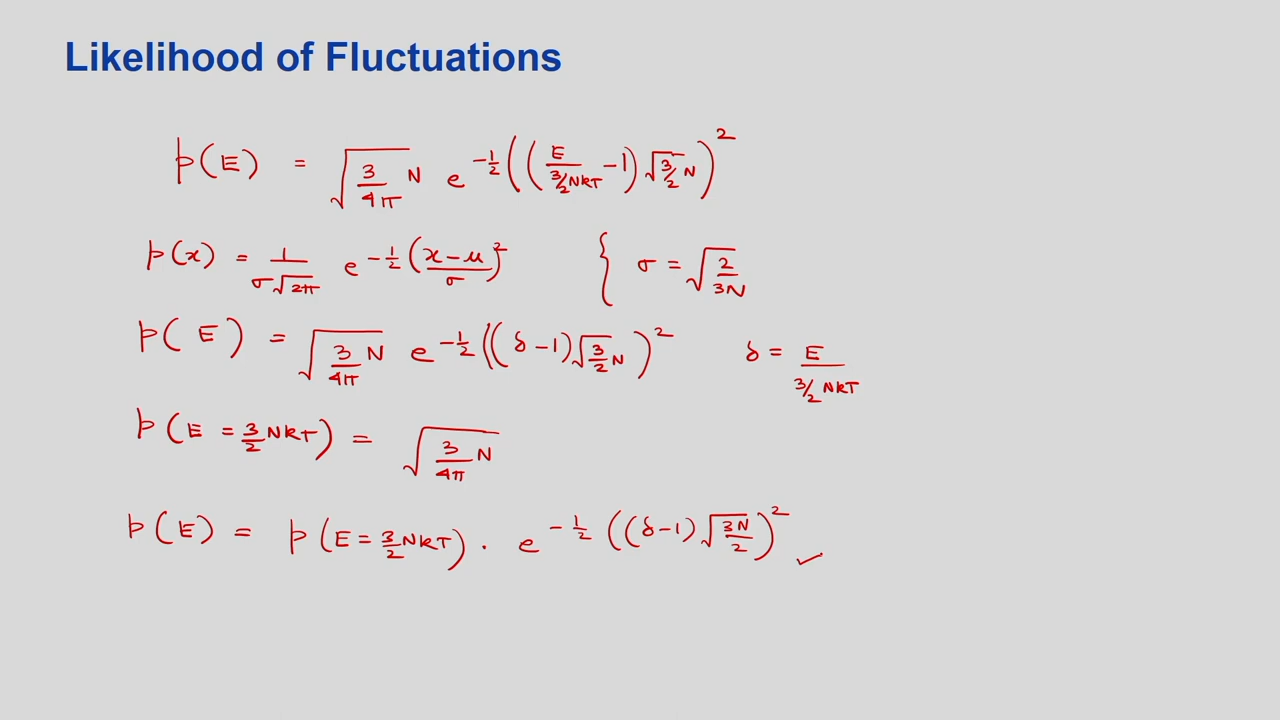 Likelihood of Fluctuations
p(E) = √(3/4π) N e^(-1/2 ((E/(3/2 NkT) - 1) √(3/2) N)^2)
p(x) = 1/(σ√2π) e^(-1/2 ((x-μ)/σ)^2) { σ = √(2/3N)
p(E) = √(3/4π N) e^(-1/2 ((δ-1)√(3/2 N))^2) δ = E/(3/2 NkT)
p(E = 3/2 NkT) = √(3/4π N)
p(E) = p(E = 3/2 NkT) · e^(-1/2 ((δ-1)√(3N/2))^2) ✓